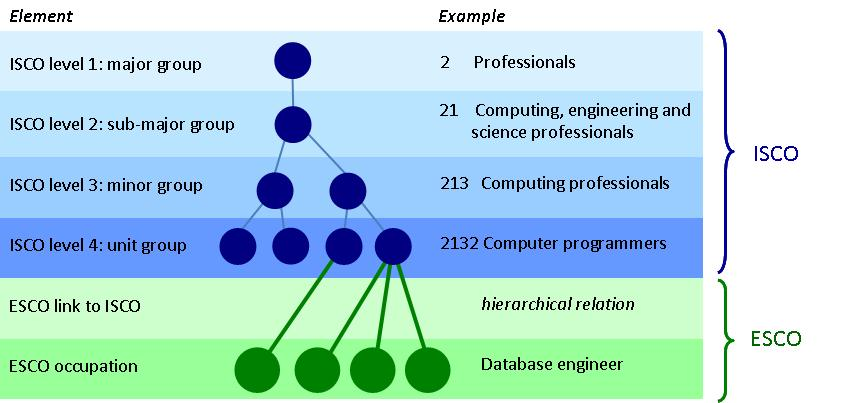 Element Example
ISCO level 1: major group 2 Professionals
ISCO level 2: sub-major group 21 Computing, engineering and
science professionals
ISCO
ISCO level 3: minor group 213 Computing professionals
ISCO level 4: unit group 2132 Computer programmers
ESCO link to ISCO hierarchical relation
ESCO
ESCO occupation Database engineer